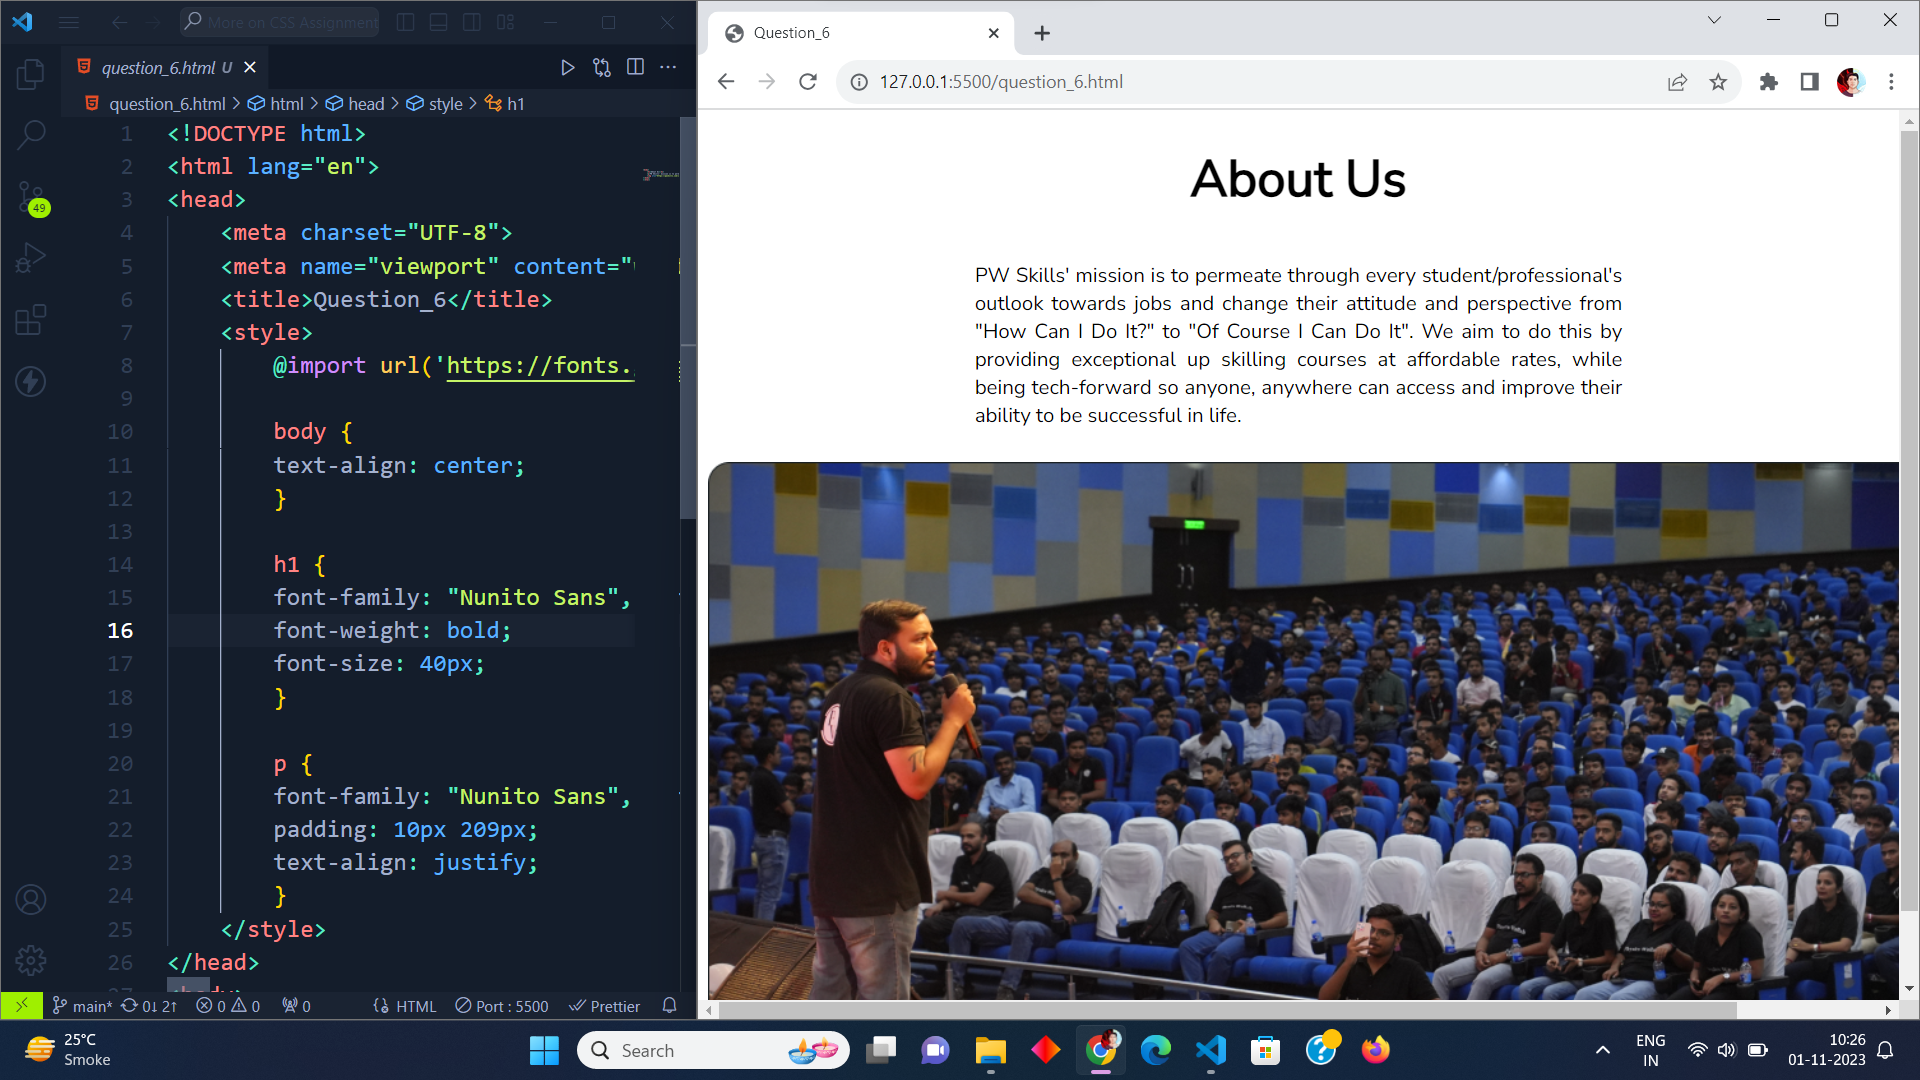 More on CSS Assignment
question_6.html U
question_6.html > html > head > style > h1
1 <!DOCTYPE html>
2 <html lang="en">
3 <head>
4 <meta charset="UTF-8">
5 <meta name="viewport" content="
6 <title>Question_6</title>
7 <style>
8 @import url('https://fonts.
9
10 body {
11 text-align: center;
12 }
13
14 h1 {
15 font-family: "Nunito Sans",
16 font-weight: bold;
17 font-size: 40px;
18 }
19
20 p {
21 font-family: "Nunito Sans",
22 padding: 10px 209px;
23 text-align: justify;
24 }
25 </style>
26 </head>
49
main* 0↓ 2↑ 0 0 0 HTML Port : 5500 Prettier
Question_6
127.0.0.1:5500/question_6.html
About Us
PW Skills' mission is to permeate through every student/professional's
outlook towards jobs and change their attitude and perspective from
"How Can I Do It?" to "Of Course I Can Do It". We aim to do this by
providing exceptional up skilling courses at affordable rates, while
being tech-forward so anyone, anywhere can access and improve their
ability to be successful in life.
25°C
Smoke
Search
ENG
IN
10:26
01-11-2023